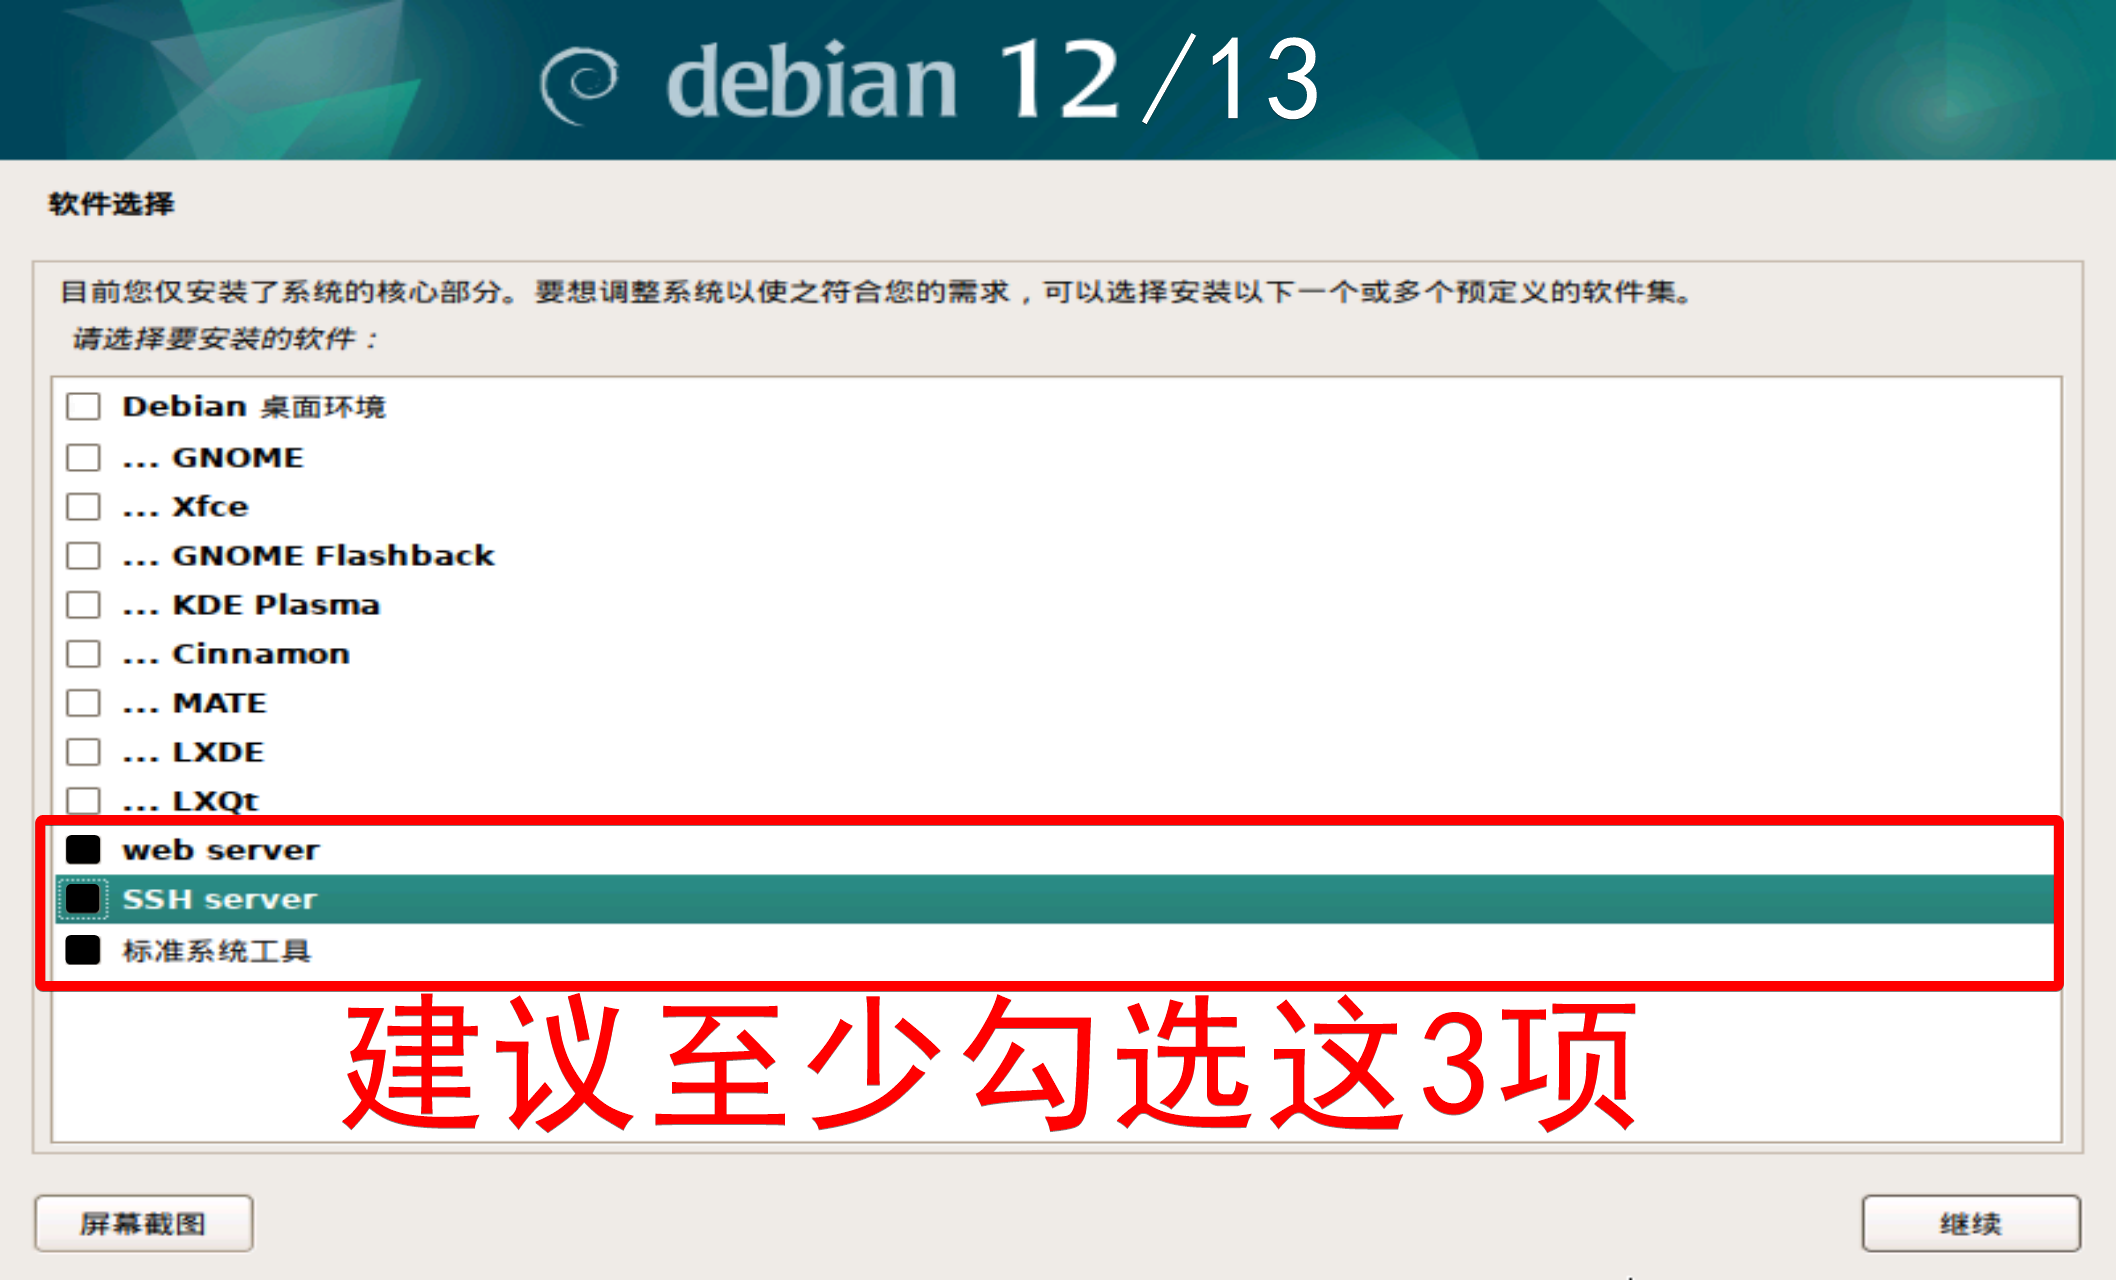 debian 12/13
软件选择
目前您仅安装了系统的核心部分。要想调整系统以使之符合您的需求，可以选择安装以下一个或多个预定义的软件集。
请选择要安装的软件：
Debian 桌面环境
... GNOME
... Xfce
... GNOME Flashback
... KDE Plasma
... Cinnamon
... MATE
... LXDE
... LXQt
web server
SSH server
标准系统工具
建议至少勾选这3项
屏幕截图
继续